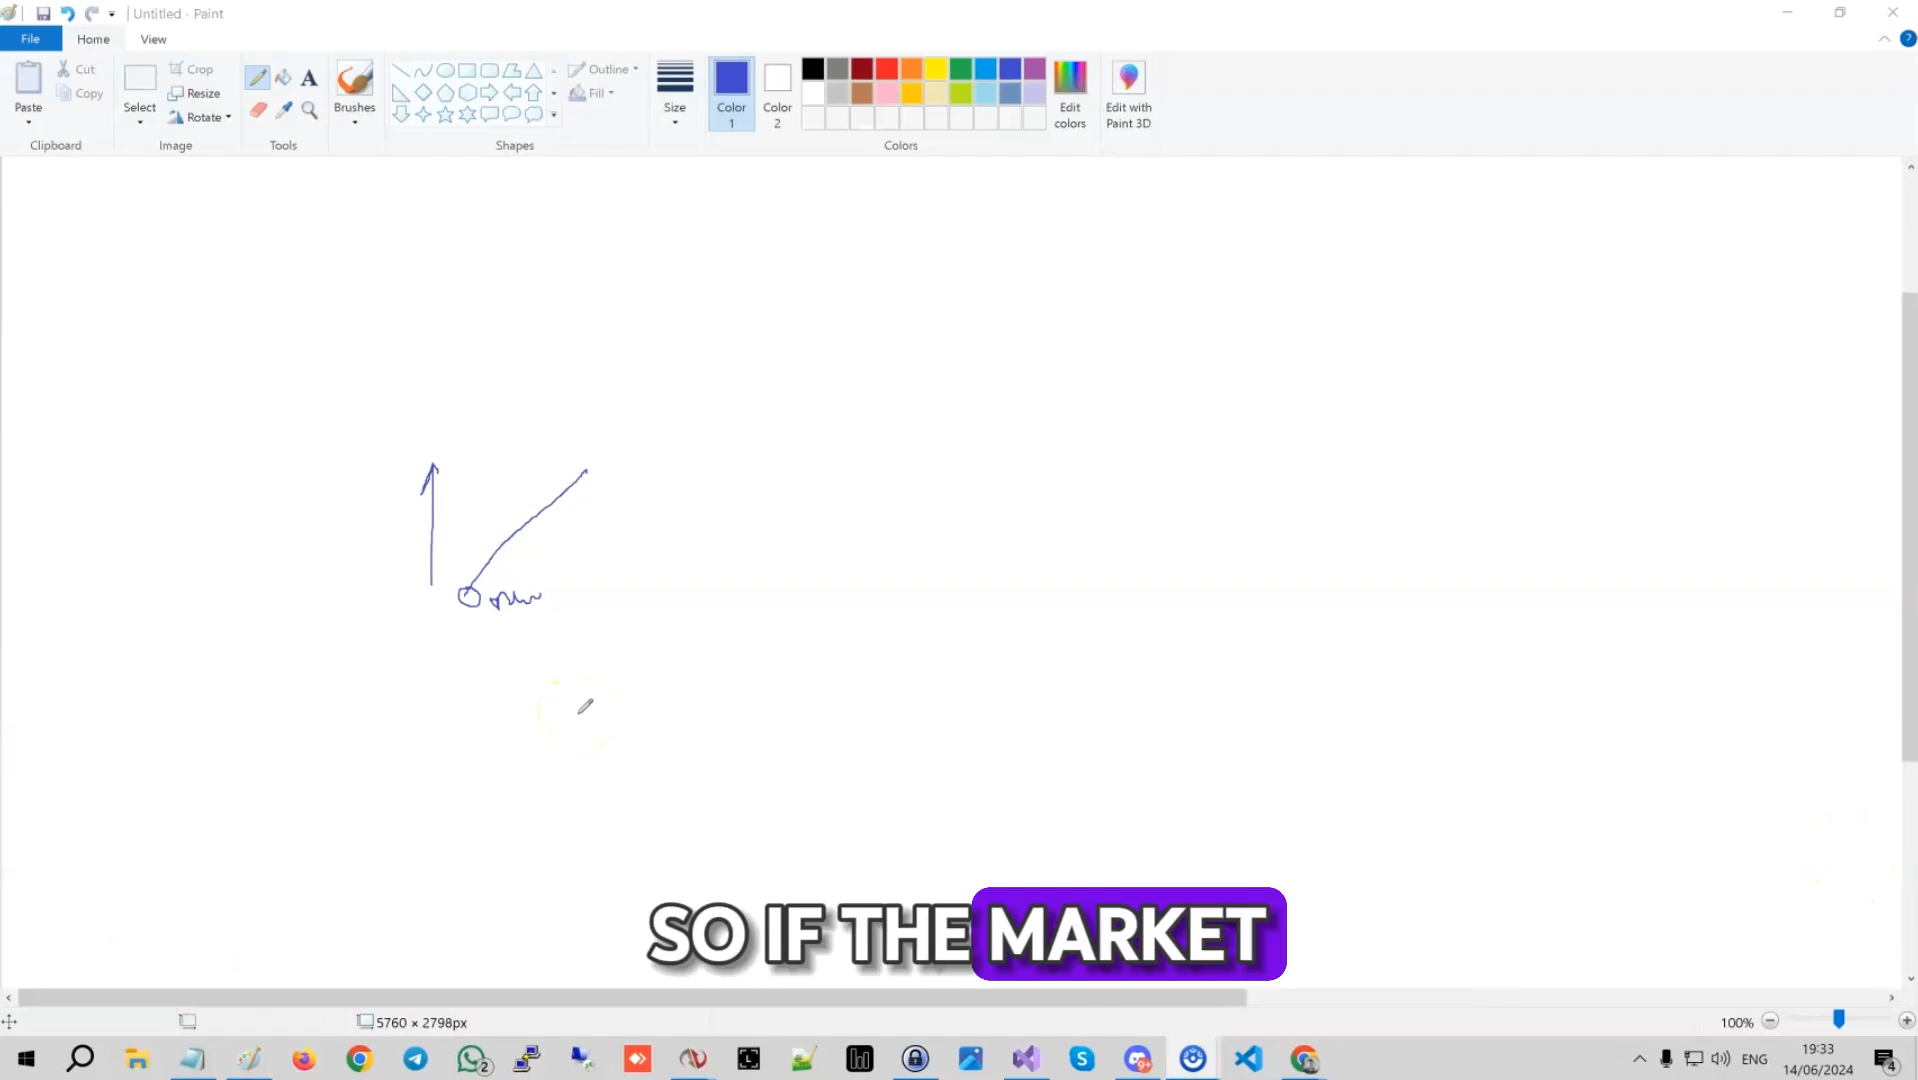 Untitled - Paint
File
Home
View
Paste
Cut
Copy
Clipboard
Select
Crop
Resize
Rotate
Image
A
Tools
Brushes
Shapes
Outline
Fill
Size
Color
1
Color
2
Colors
Edit
colors
Edit with
Paint 3D
SO IF THE MARKET
5760 × 2798px
100%
ENG
19:33
14/06/2024